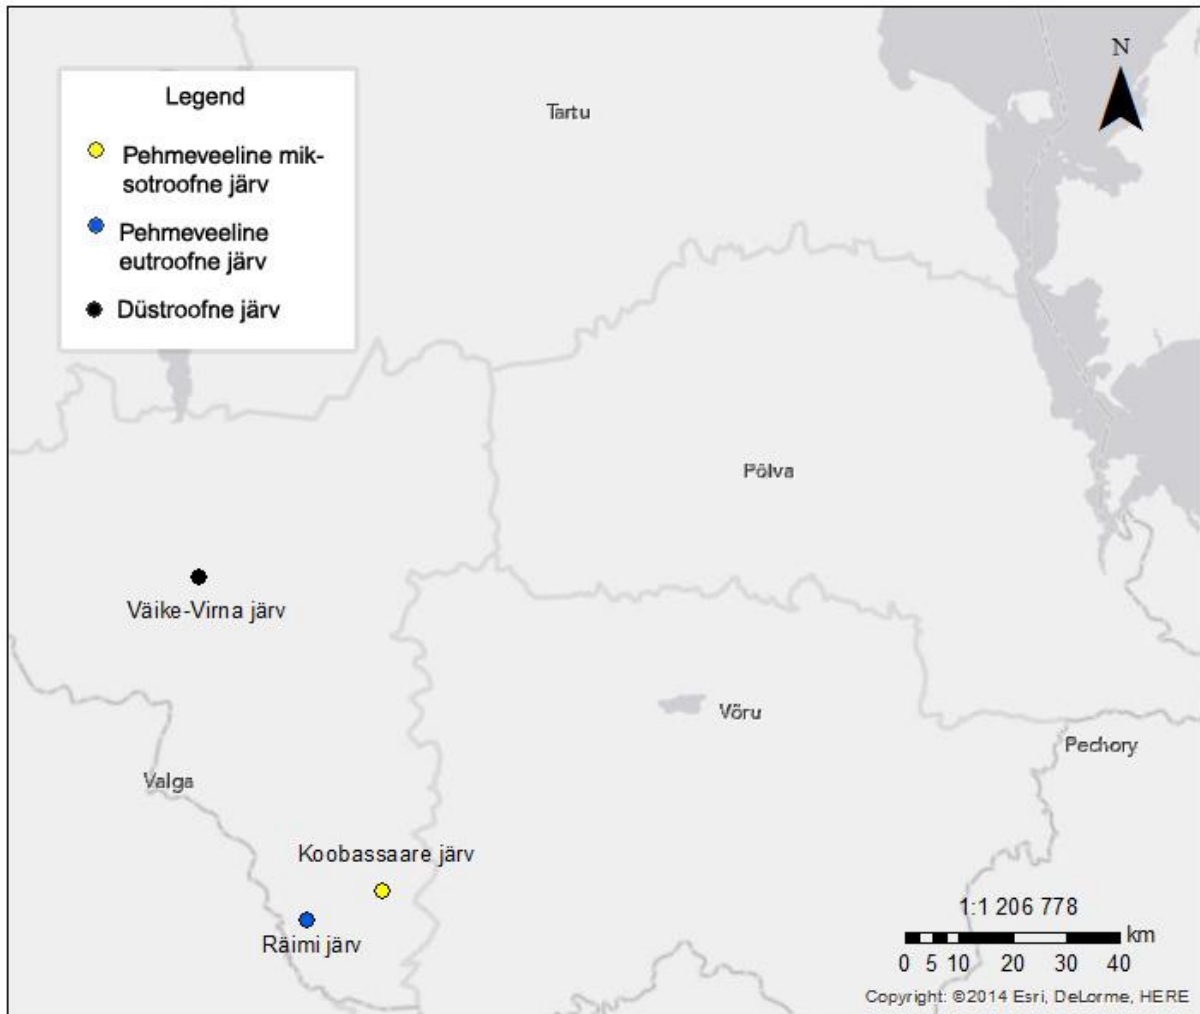 N
Legend
Pehmeveeline mik-
sotroofne järv
Pehmeveeline
eutroofne järv
Düstroofne järv
Tartu
Põlva
Väike-Virna järv
Võru
Pechory
Valga
Koobassaare järv
Räimi järv
1:1 206 778
km
0 5 10 20 30 40
Copyright: ©2014 Esri, DeLorme, HERE